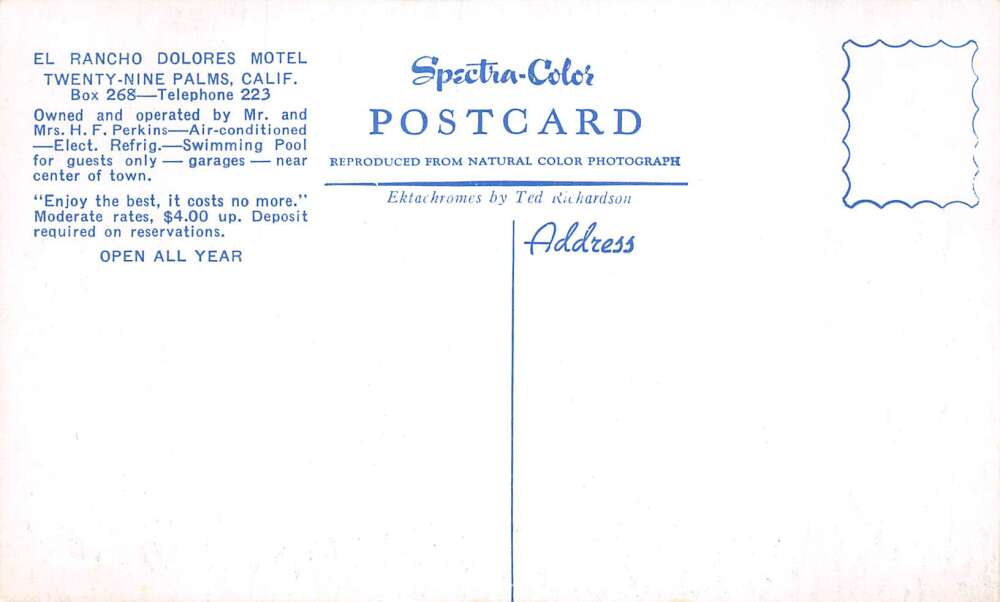 EL RANCHO DOLORES MOTEL
TWENTY-NINE PALMS, CALIF.
Box 268—Telephone 223
Owned and operated by Mr. and
Mrs. H. F. Perkins—Air-conditioned
—Elect. Refrig.—Swimming Pool
for guests only — garages — near
center of town.
"Enjoy the best, it costs no more."
Moderate rates, $4.00 up. Deposit
required on reservations.
OPEN ALL YEAR
Spectra-Color
POSTCARD
REPRODUCED FROM NATURAL COLOR PHOTOGRAPH
Ektachromes by Ted Richardson
Address